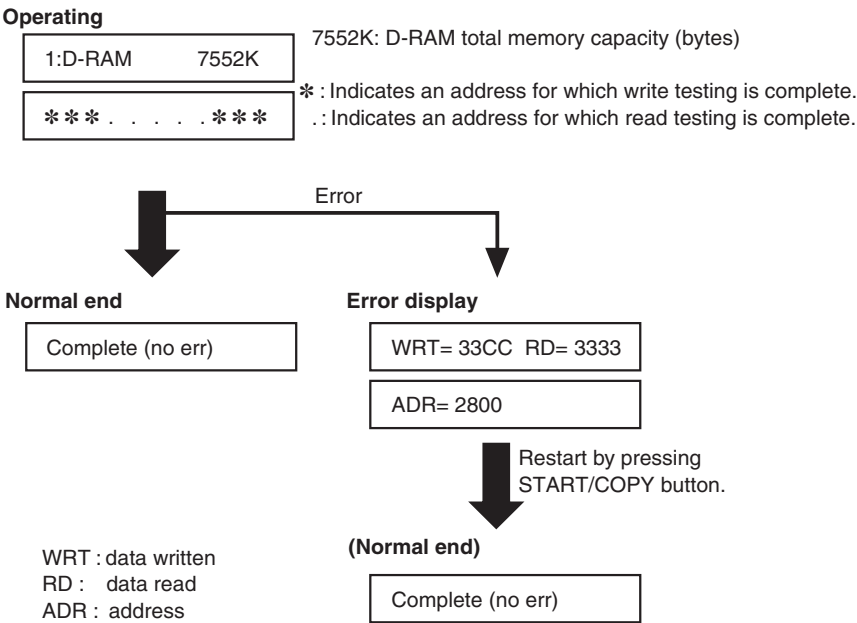 Operating
1:D-RAM 7552K
7552K: D-RAM total memory capacity (bytes)
***. . . . .***
* : Indicates an address for which write testing is complete.
. : Indicates an address for which read testing is complete.
Error
Normal end
Complete (no err)
Error display
WRT= 33CC RD= 3333
ADR= 2800
Restart by pressing
START/COPY button.
(Normal end)
Complete (no err)
WRT : data written
RD : data read
ADR : address